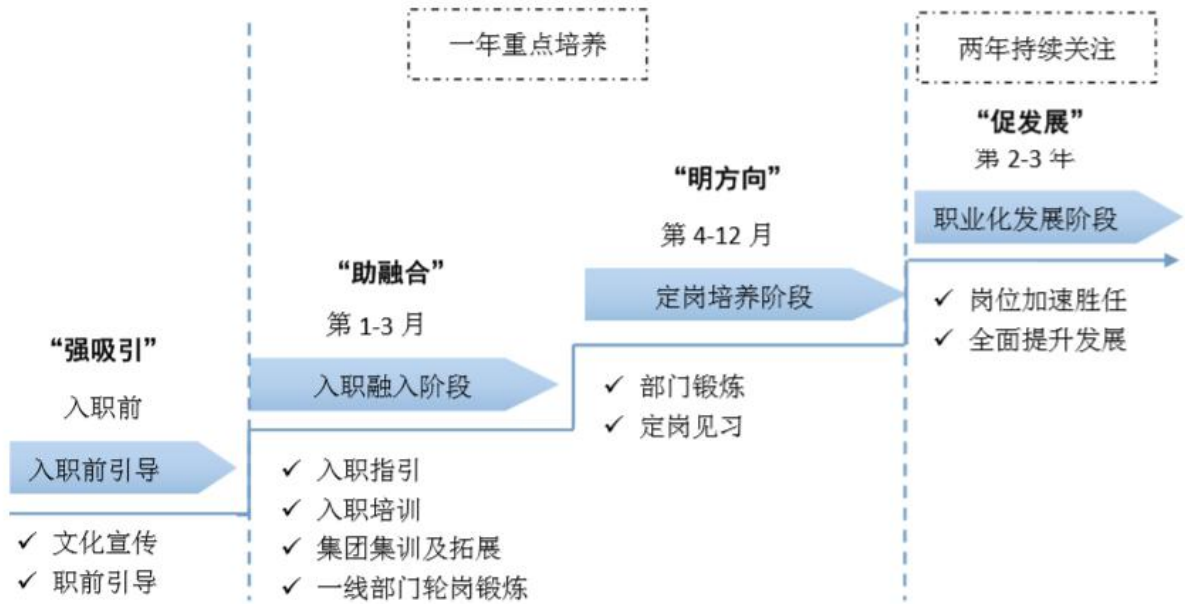 一年重点培养
两年持续关注
“强吸引”
入职前
入职前引导
✓ 文化宣传
✓ 职前引导
“助融合”
第 1-3 月
入职融入阶段
✓ 入职指引
✓ 入职培训
✓ 集团集训及拓展
✓ 一线部门轮岗锻炼
“明方向”
第 4-12 月
定岗培养阶段
✓ 部门锻炼
✓ 定岗见习
“促发展”
第 2-3 年
职业化发展阶段
✓ 岗位加速胜任
✓ 全面提升发展